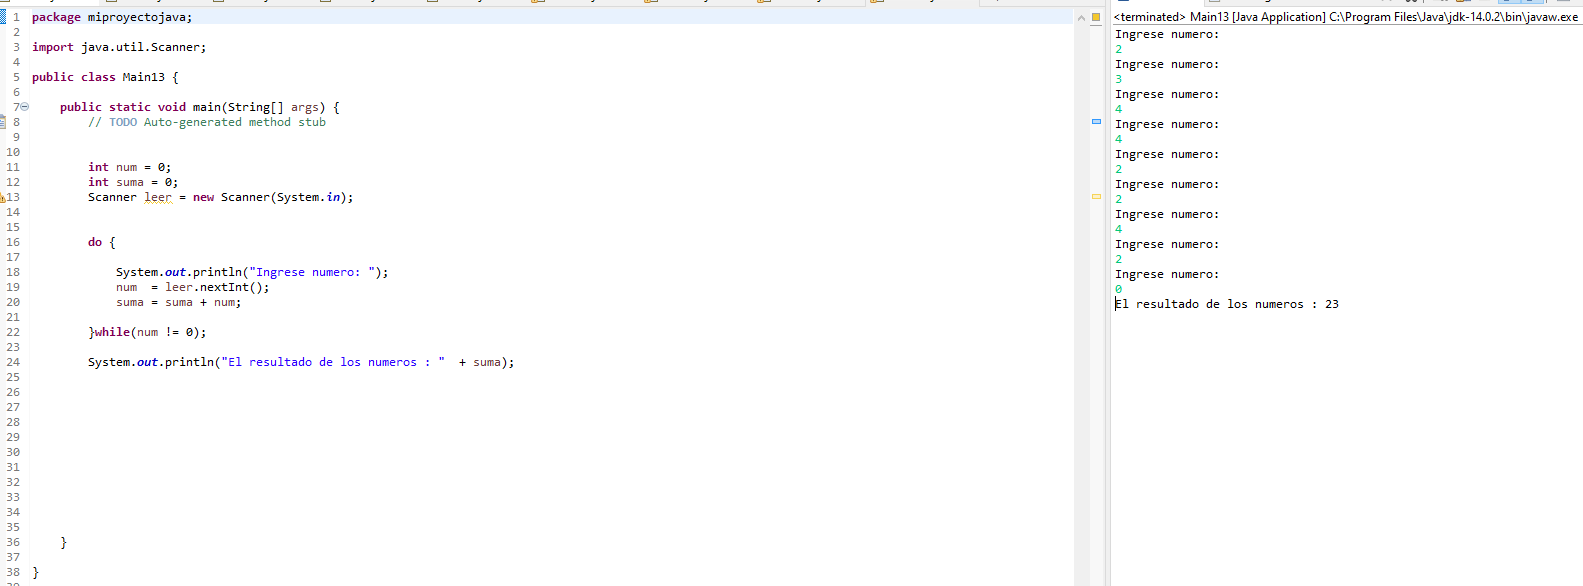 1 package miproyectojava;
2
3 import java.util.Scanner;
4
5 public class Main13 {
6
7 public static void main(String[] args) {
8 // TODO Auto-generated method stub
9
10
11 int num = 0;
12 int suma = 0;
13 Scanner leer = new Scanner(System.in);
14
15
16 do {
17
18 System.out.println("Ingrese numero: ");
19 num  = leer.nextInt();
20 suma = suma + num;
21
22 }while(num != 0);
23
24 System.out.println("El resultado de los numeros : "  + suma);
25
26
27
28
29
30
31
32
33
34
35
36 }
37
38 }
<terminated> Main13 [Java Application] C:\Program Files\Java\jdk-14.0.2\bin\javaw.exe
Ingrese numero:
2
Ingrese numero:
3
Ingrese numero:
4
Ingrese numero:
4
Ingrese numero:
2
Ingrese numero:
2
Ingrese numero:
4
Ingrese numero:
2
Ingrese numero:
0
El resultado de los numeros : 23